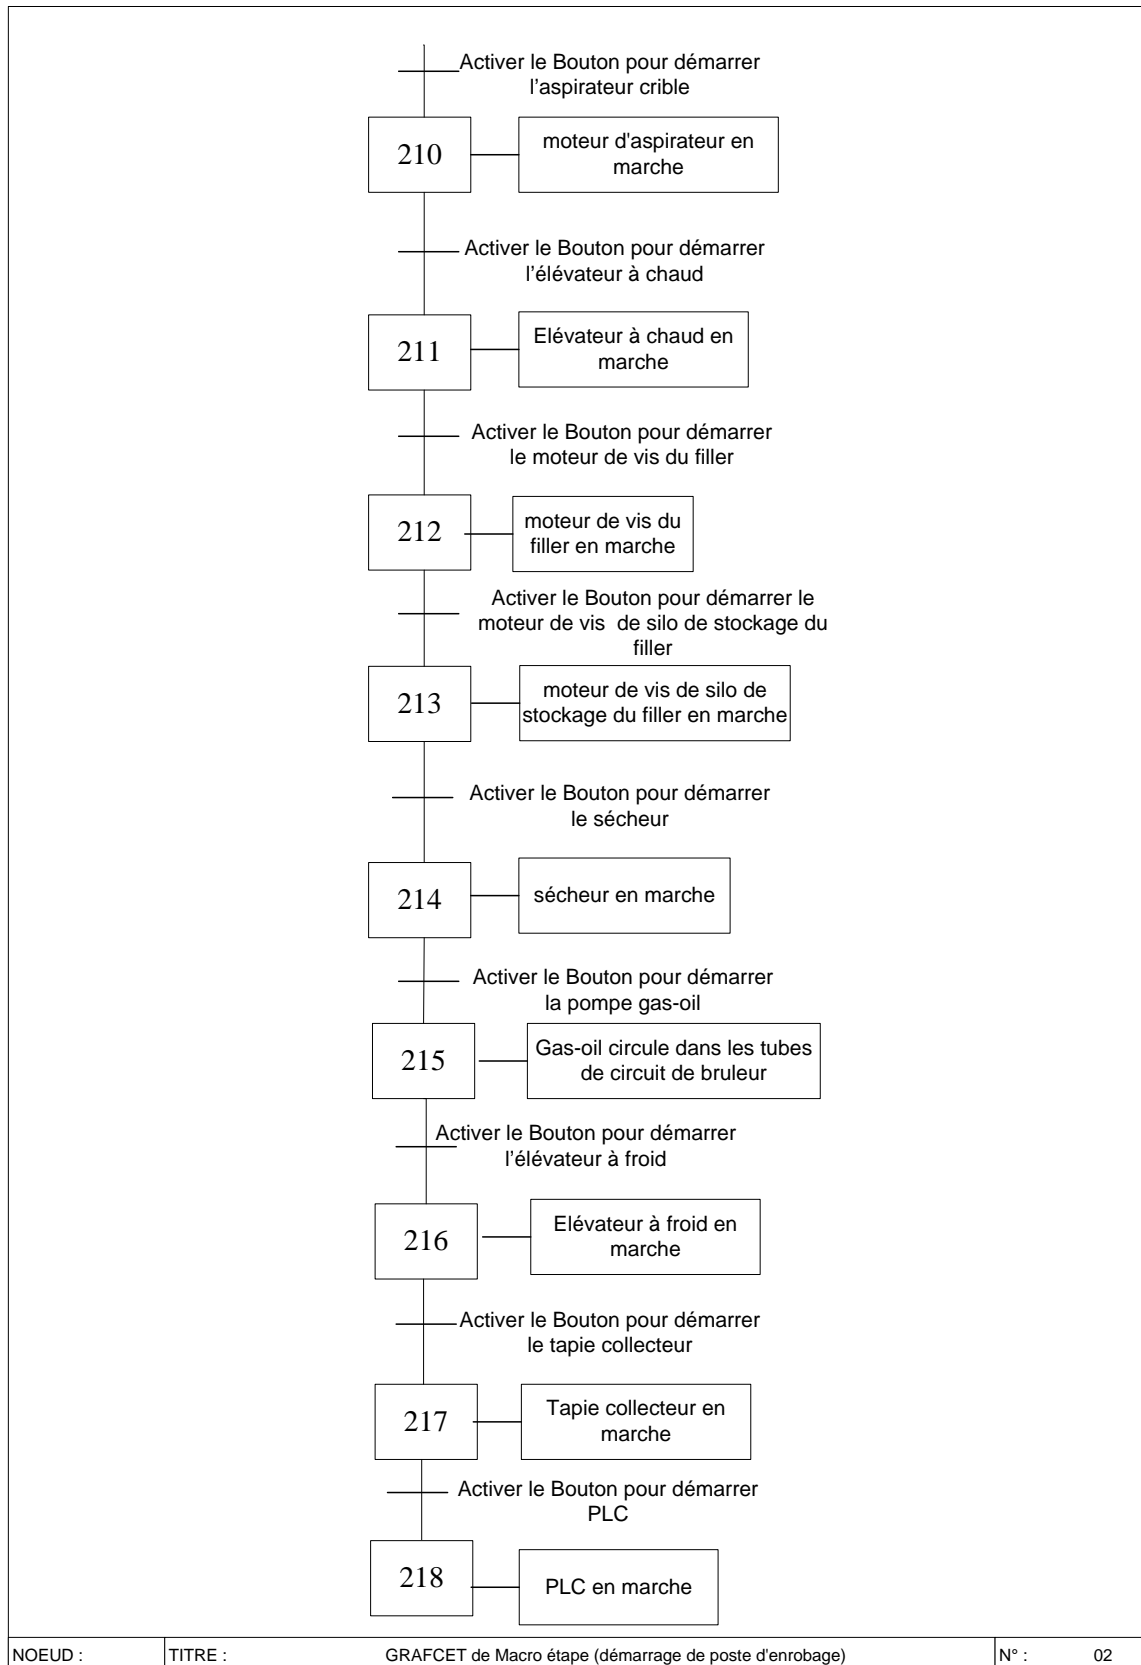 Activer le Bouton pour démarrer
l'aspirateur crible
210
moteur d'aspirateur en
marche
Activer le Bouton pour démarrer
l'élévateur à chaud
211
Elévateur à chaud en
marche
Activer le Bouton pour démarrer
le moteur de vis du filler
212
moteur de vis du
filler en marche
Activer le Bouton pour démarrer le
moteur de vis de silo de stockage du
filler
213
moteur de vis de silo de
stockage du filler en marche
Activer le Bouton pour démarrer
le sécheur
214
sécheur en marche
Activer le Bouton pour démarrer
la pompe gas-oil
215
Gas-oil circule dans les tubes
de circuit de bruleur
Activer le Bouton pour démarrer
l'élévateur à froid
216
Elévateur à froid en
marche
Activer le Bouton pour démarrer
le tapie collecteur
217
Tapie collecteur en
marche
Activer le Bouton pour démarrer
PLC
218
PLC en marche
NOEUD : TITRE : GRAFCET de Macro étape (démarrage de poste d'enrobage) N° : 02